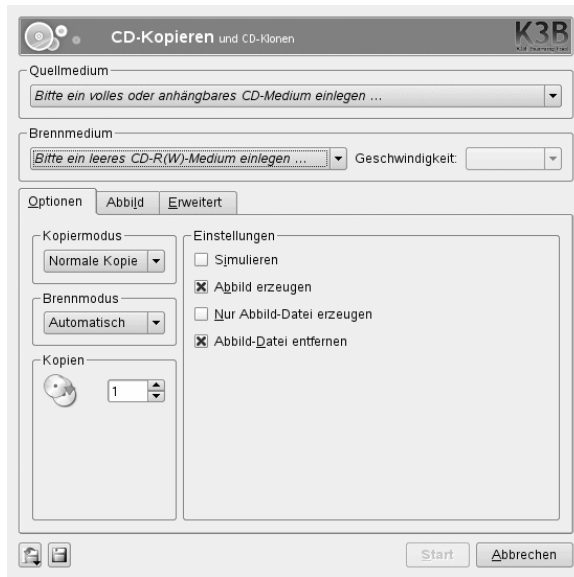 CD-Kopieren und CD-Klonen
K3B
Quellmedium
Bitte ein volles oder anhängbares CD-Medium einlegen ...
Brennmedium
Bitte ein leeres CD-R(W)-Medium einlegen ...
Geschwindigkeit:
Optionen
Abbild
Erweitert
Kopiermodus
Normale Kopie
Brennmodus
Automatisch
Kopien
1
Einstellungen
Simulieren
Abbild erzeugen
Nur Abbild-Datei erzeugen
Abbild-Datei entfernen
Start
Abbrechen